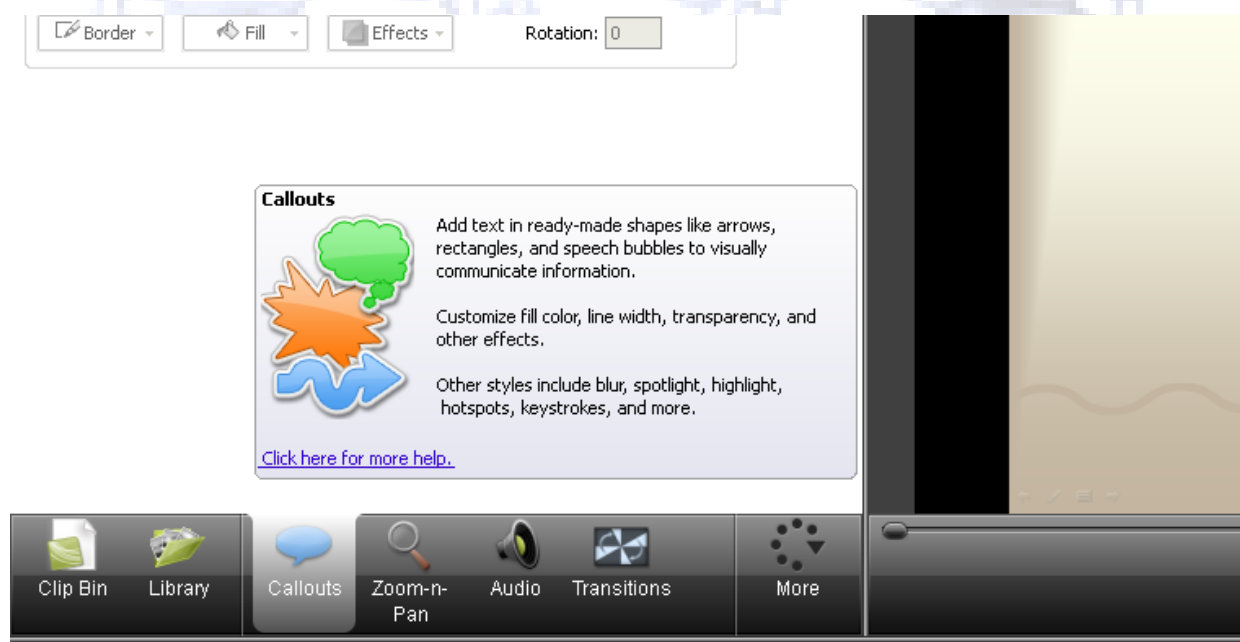 Border Fill Effects Rotation: 0
Callouts
Add text in ready-made shapes like arrows,
rectangles, and speech bubbles to visually
communicate information.
Customize fill color, line width, transparency, and
other effects.
Other styles include blur, spotlight, highlight,
hotspots, keystrokes, and more.
Click here for more help.
Clip Bin Library Callouts Zoom-n- Audio Transitions More
Pan